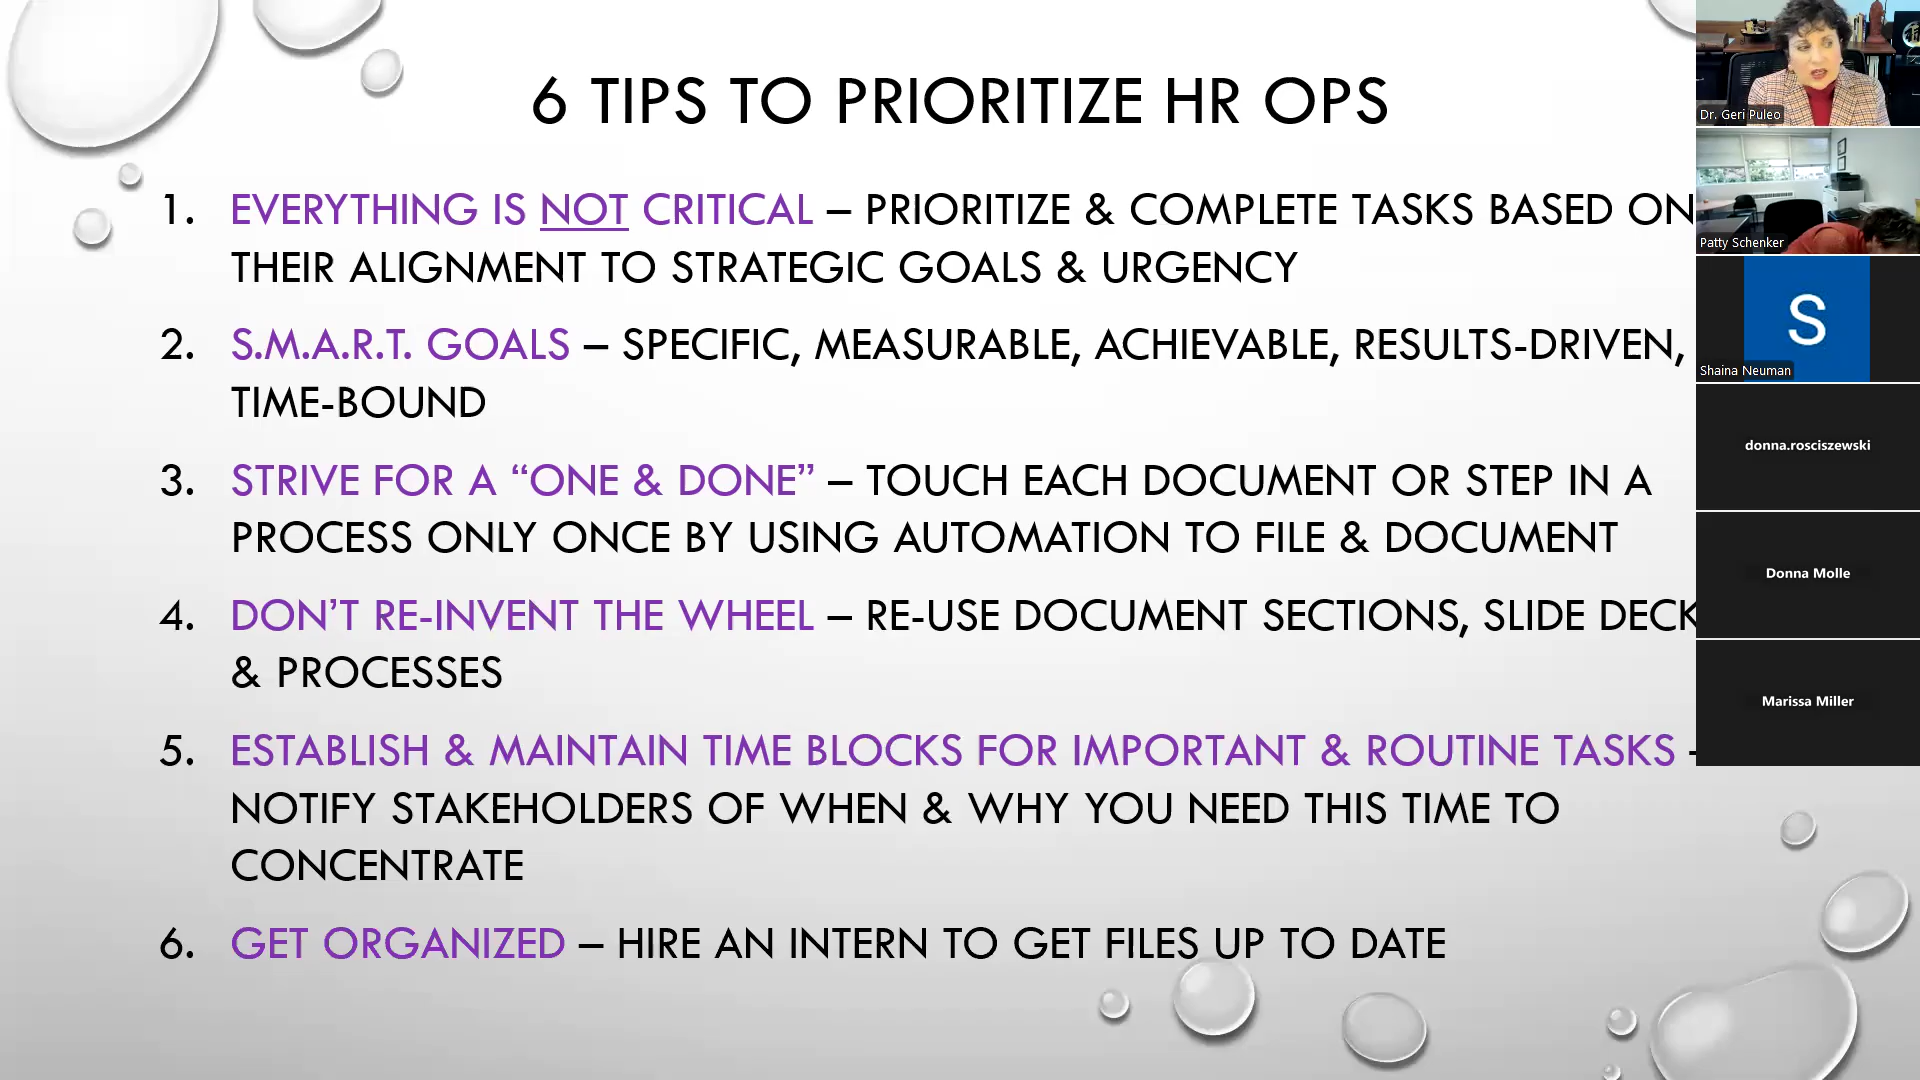 6 TIPS TO PRIORITIZE HR OPS
1. EVERYTHING IS NOT CRITICAL – PRIORITIZE & COMPLETE TASKS BASED ON
THEIR ALIGNMENT TO STRATEGIC GOALS & URGENCY
2. S.M.A.R.T. GOALS – SPECIFIC, MEASURABLE, ACHIEVABLE, RESULTS-DRIVEN,
TIME-BOUND
3. STRIVE FOR A “ONE & DONE” – TOUCH EACH DOCUMENT OR STEP IN A
PROCESS ONLY ONCE BY USING AUTOMATION TO FILE & DOCUMENT
4. DON’T RE-INVENT THE WHEEL – RE-USE DOCUMENT SECTIONS, SLIDE DECK
& PROCESSES
5. ESTABLISH & MAINTAIN TIME BLOCKS FOR IMPORTANT & ROUTINE TASKS -
NOTIFY STAKEHOLDERS OF WHEN & WHY YOU NEED THIS TIME TO
CONCENTRATE
6. GET ORGANIZED – HIRE AN INTERN TO GET FILES UP TO DATE
Dr. Geri Puleo
Patty Schenker
S
Shaina Neuman
donna.rosciszewski
Donna Molle
Marissa Miller